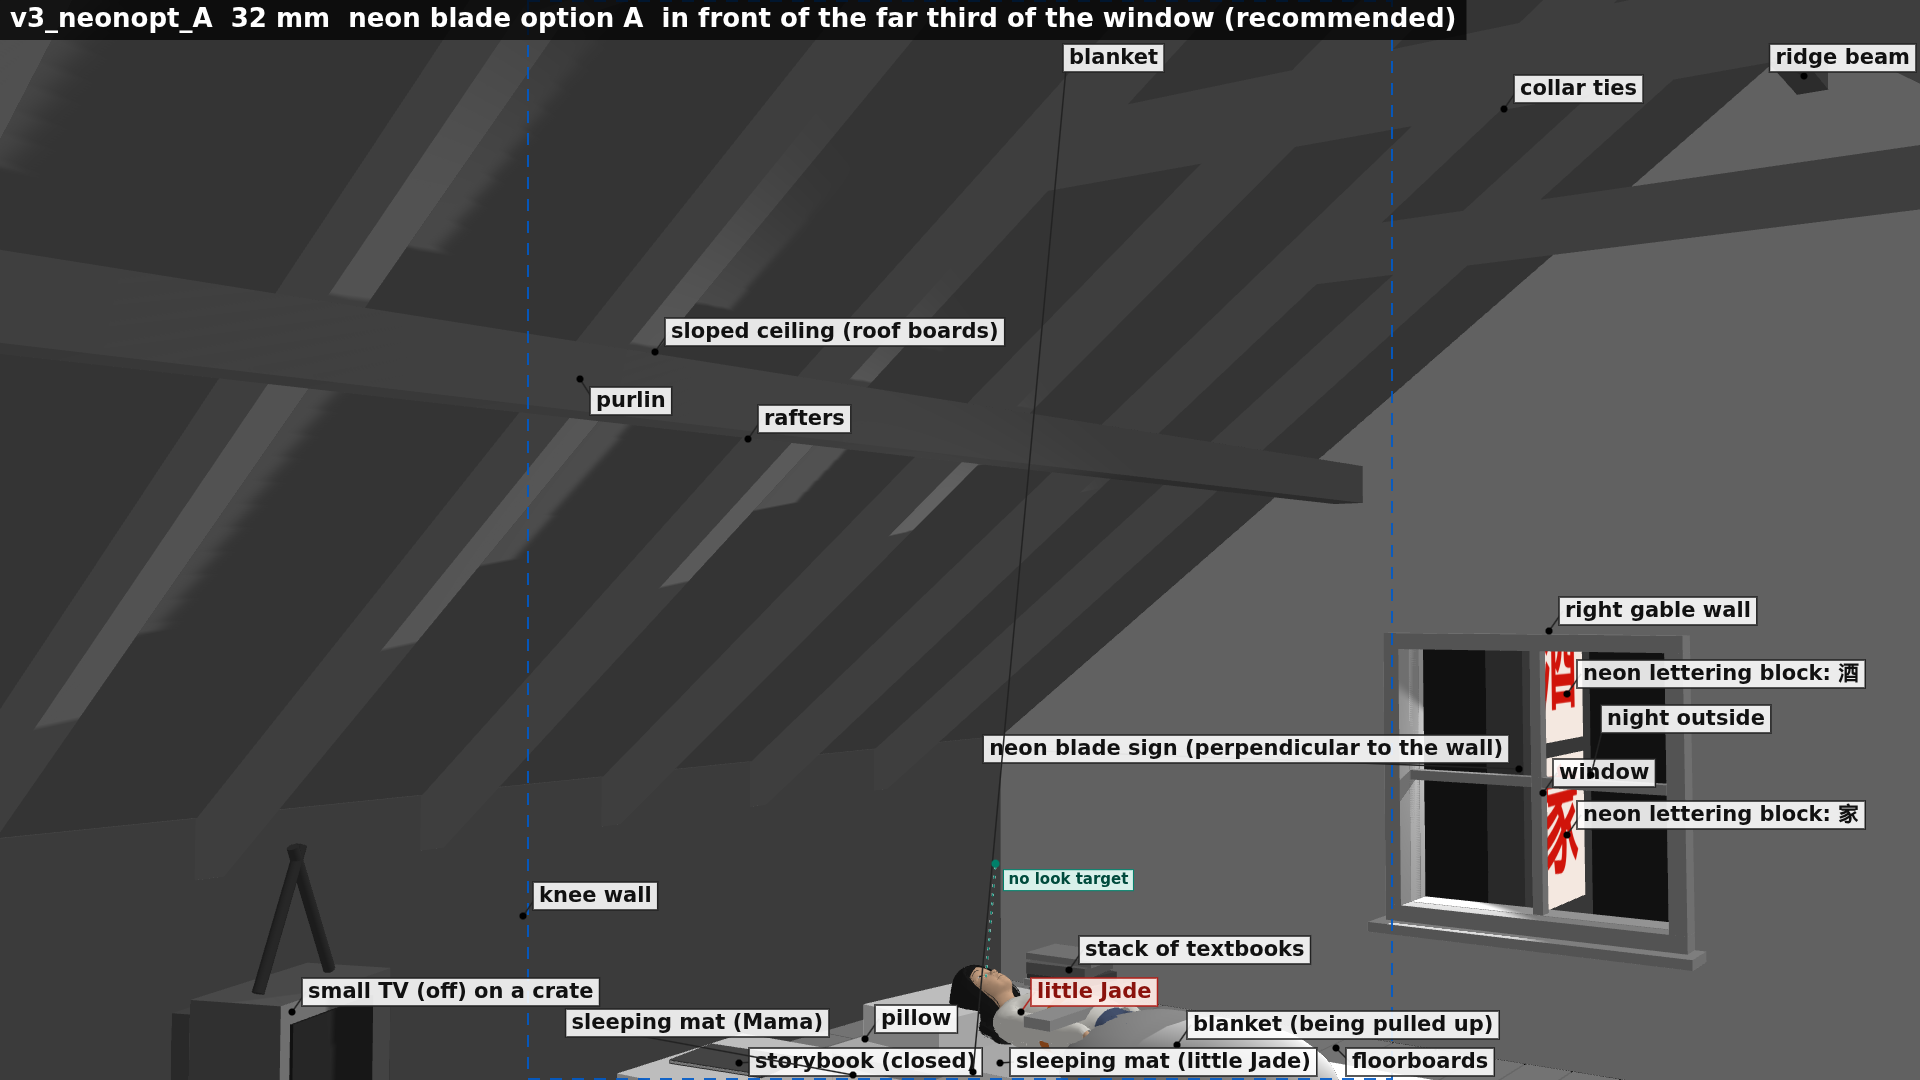 v3_neonopt_A 32 mm neon blade option A in front of the far third of the window (recommended)
blanket
ridge beam
collar ties
sloped ceiling (roof boards)
purlin
rafters
right gable wall
酒
neon lettering block: 酒
night outside
neon blade sign (perpendicular to the wall)
window
家
neon lettering block: 家
no look target
knee wall
stack of textbooks
small TV (off) on a crate
little Jade
sleeping mat (Mama)
pillow
blanket (being pulled up)
storybook (closed)
sleeping mat (little Jade)
floorboards